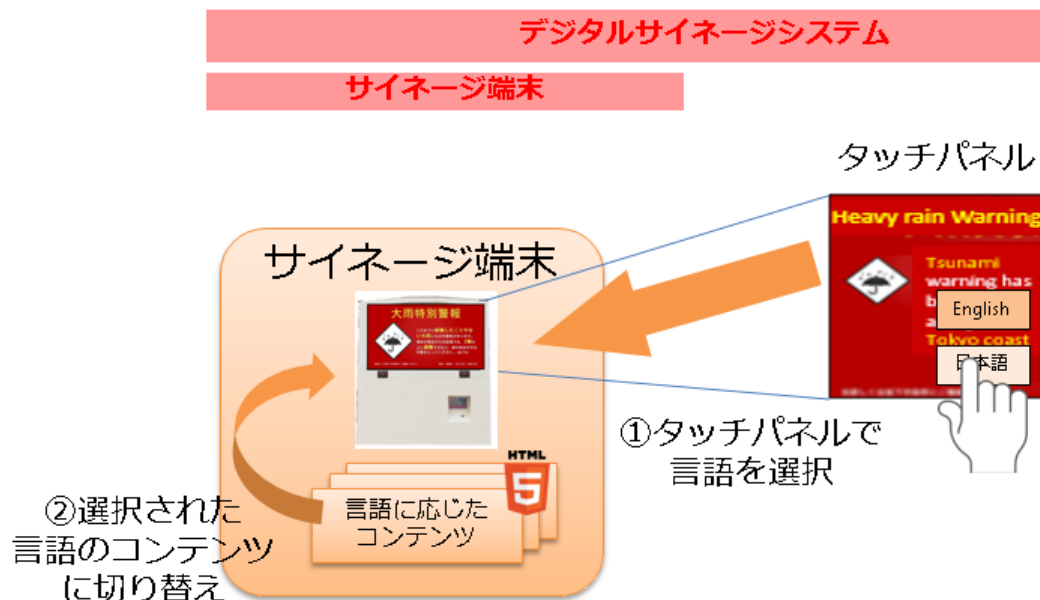 デジタルサイネージシステム
サイネージ端末
タッチパネル
Heavy rain Warning
Tsunami
warning has
English
Tokyo coast
日本語
サイネージ端末
大雨特別警報
①タッチパネルで
言語を選択
HTML
5
言語に応じた
コンテンツ
②選択された
言語のコンテンツ
に切り替え